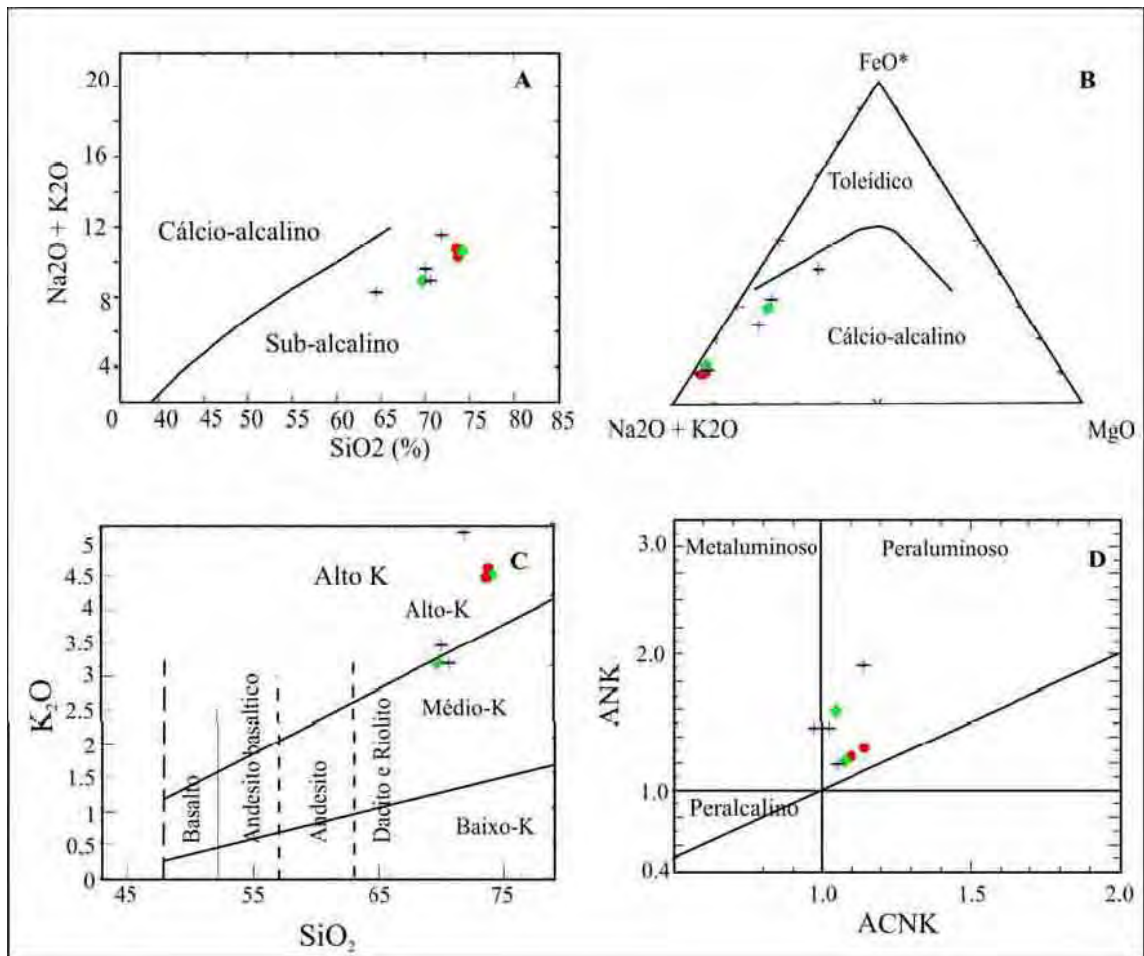 A
20
16
12
8
4
Na2O + K2O
Cálcio-alcalino
Sub-alcalino
0 40 45 50 55 60 65 70 75 80 85
SiO2 (%)
B
FeO*
Toleídico
Cálcio-alcalino
Na2O + K2O
MgO
C
5
4.5
4
3.5
3
2.5
2
1.5
1
0.5
0
K₂O
Alto K
Alto-K
Médio-K
Baixo-K
Basalto
Andesito basaltico
Andesito
Dacito e Riolito
45 55 65 75
SiO₂
D
Metaluminoso
Peraluminoso
Peralcalino
3.0
2.0
1.0
0.4
ANK
1.0 1.5 2.0
ACNK